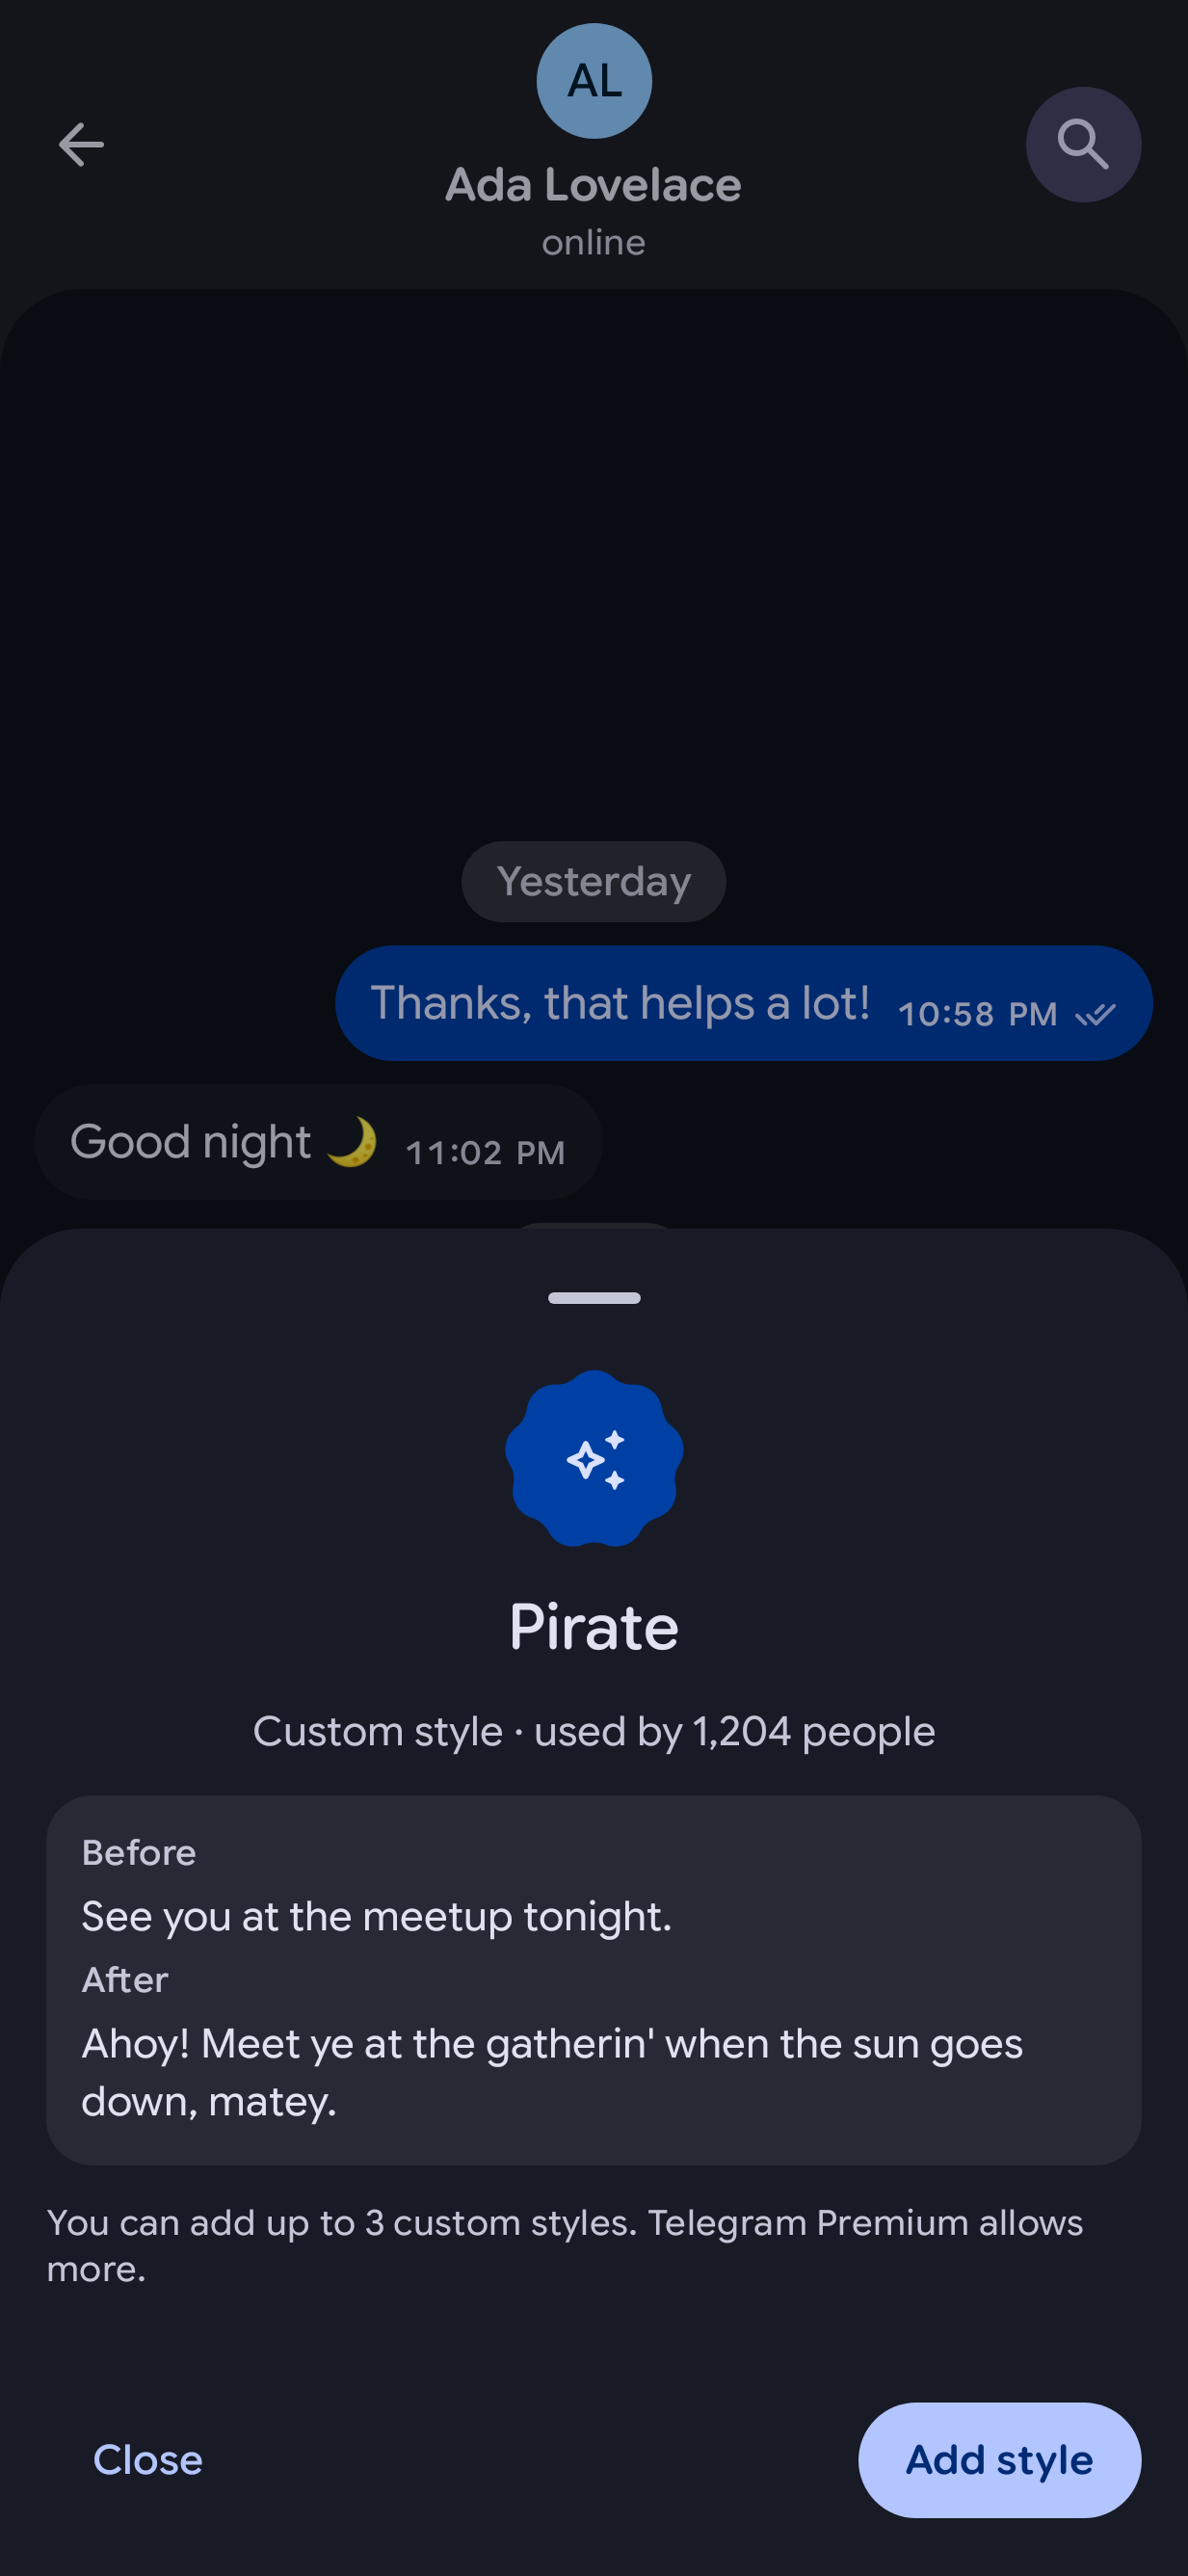 AL
Ada Lovelace
online
Yesterday
Thanks, that helps a lot! 10:58 PM
Good night 🌙 11:02 PM
Pirate
Custom style · used by 1,204 people
Before
See you at the meetup tonight.
After
Ahoy! Meet ye at the gatherin' when the sun goes
down, matey.
You can add up to 3 custom styles. Telegram Premium allows
more.
Close
Add style